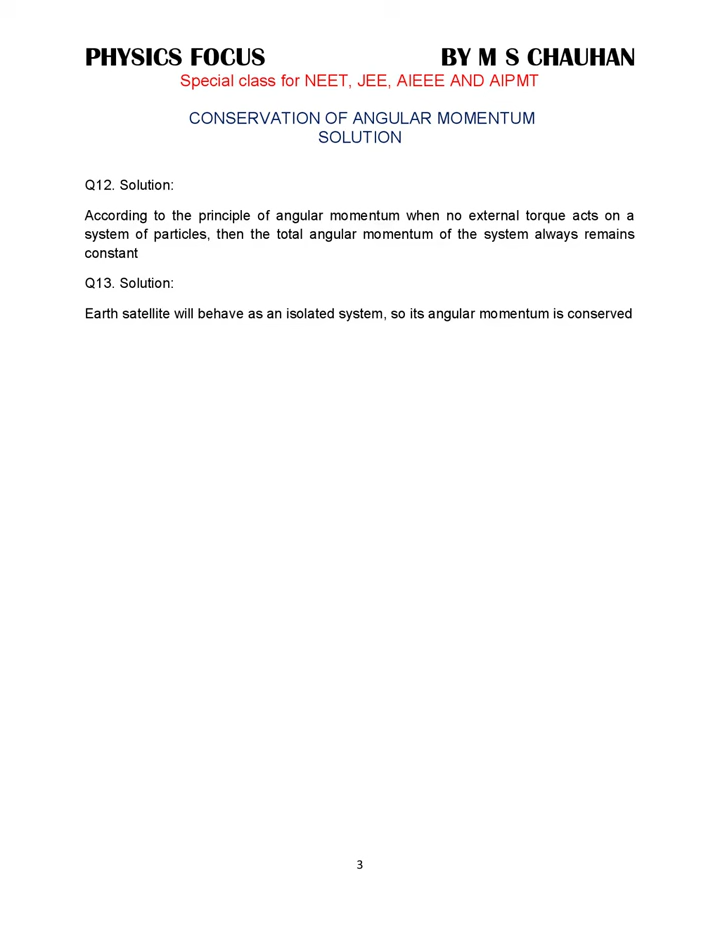 PHYSICS FOCUS BY M S CHAUHAN
Special class for NEET, JEE, AIEEE AND AIPMT
CONSERVATION OF ANGULAR MOMENTUM
SOLUTION
Q12. Solution:
According to the principle of angular momentum when no external torque acts on a
system of particles, then the total angular momentum of the system always remains
constant
Q13. Solution:
Earth satellite will behave as an isolated system, so its angular momentum is conserved
3